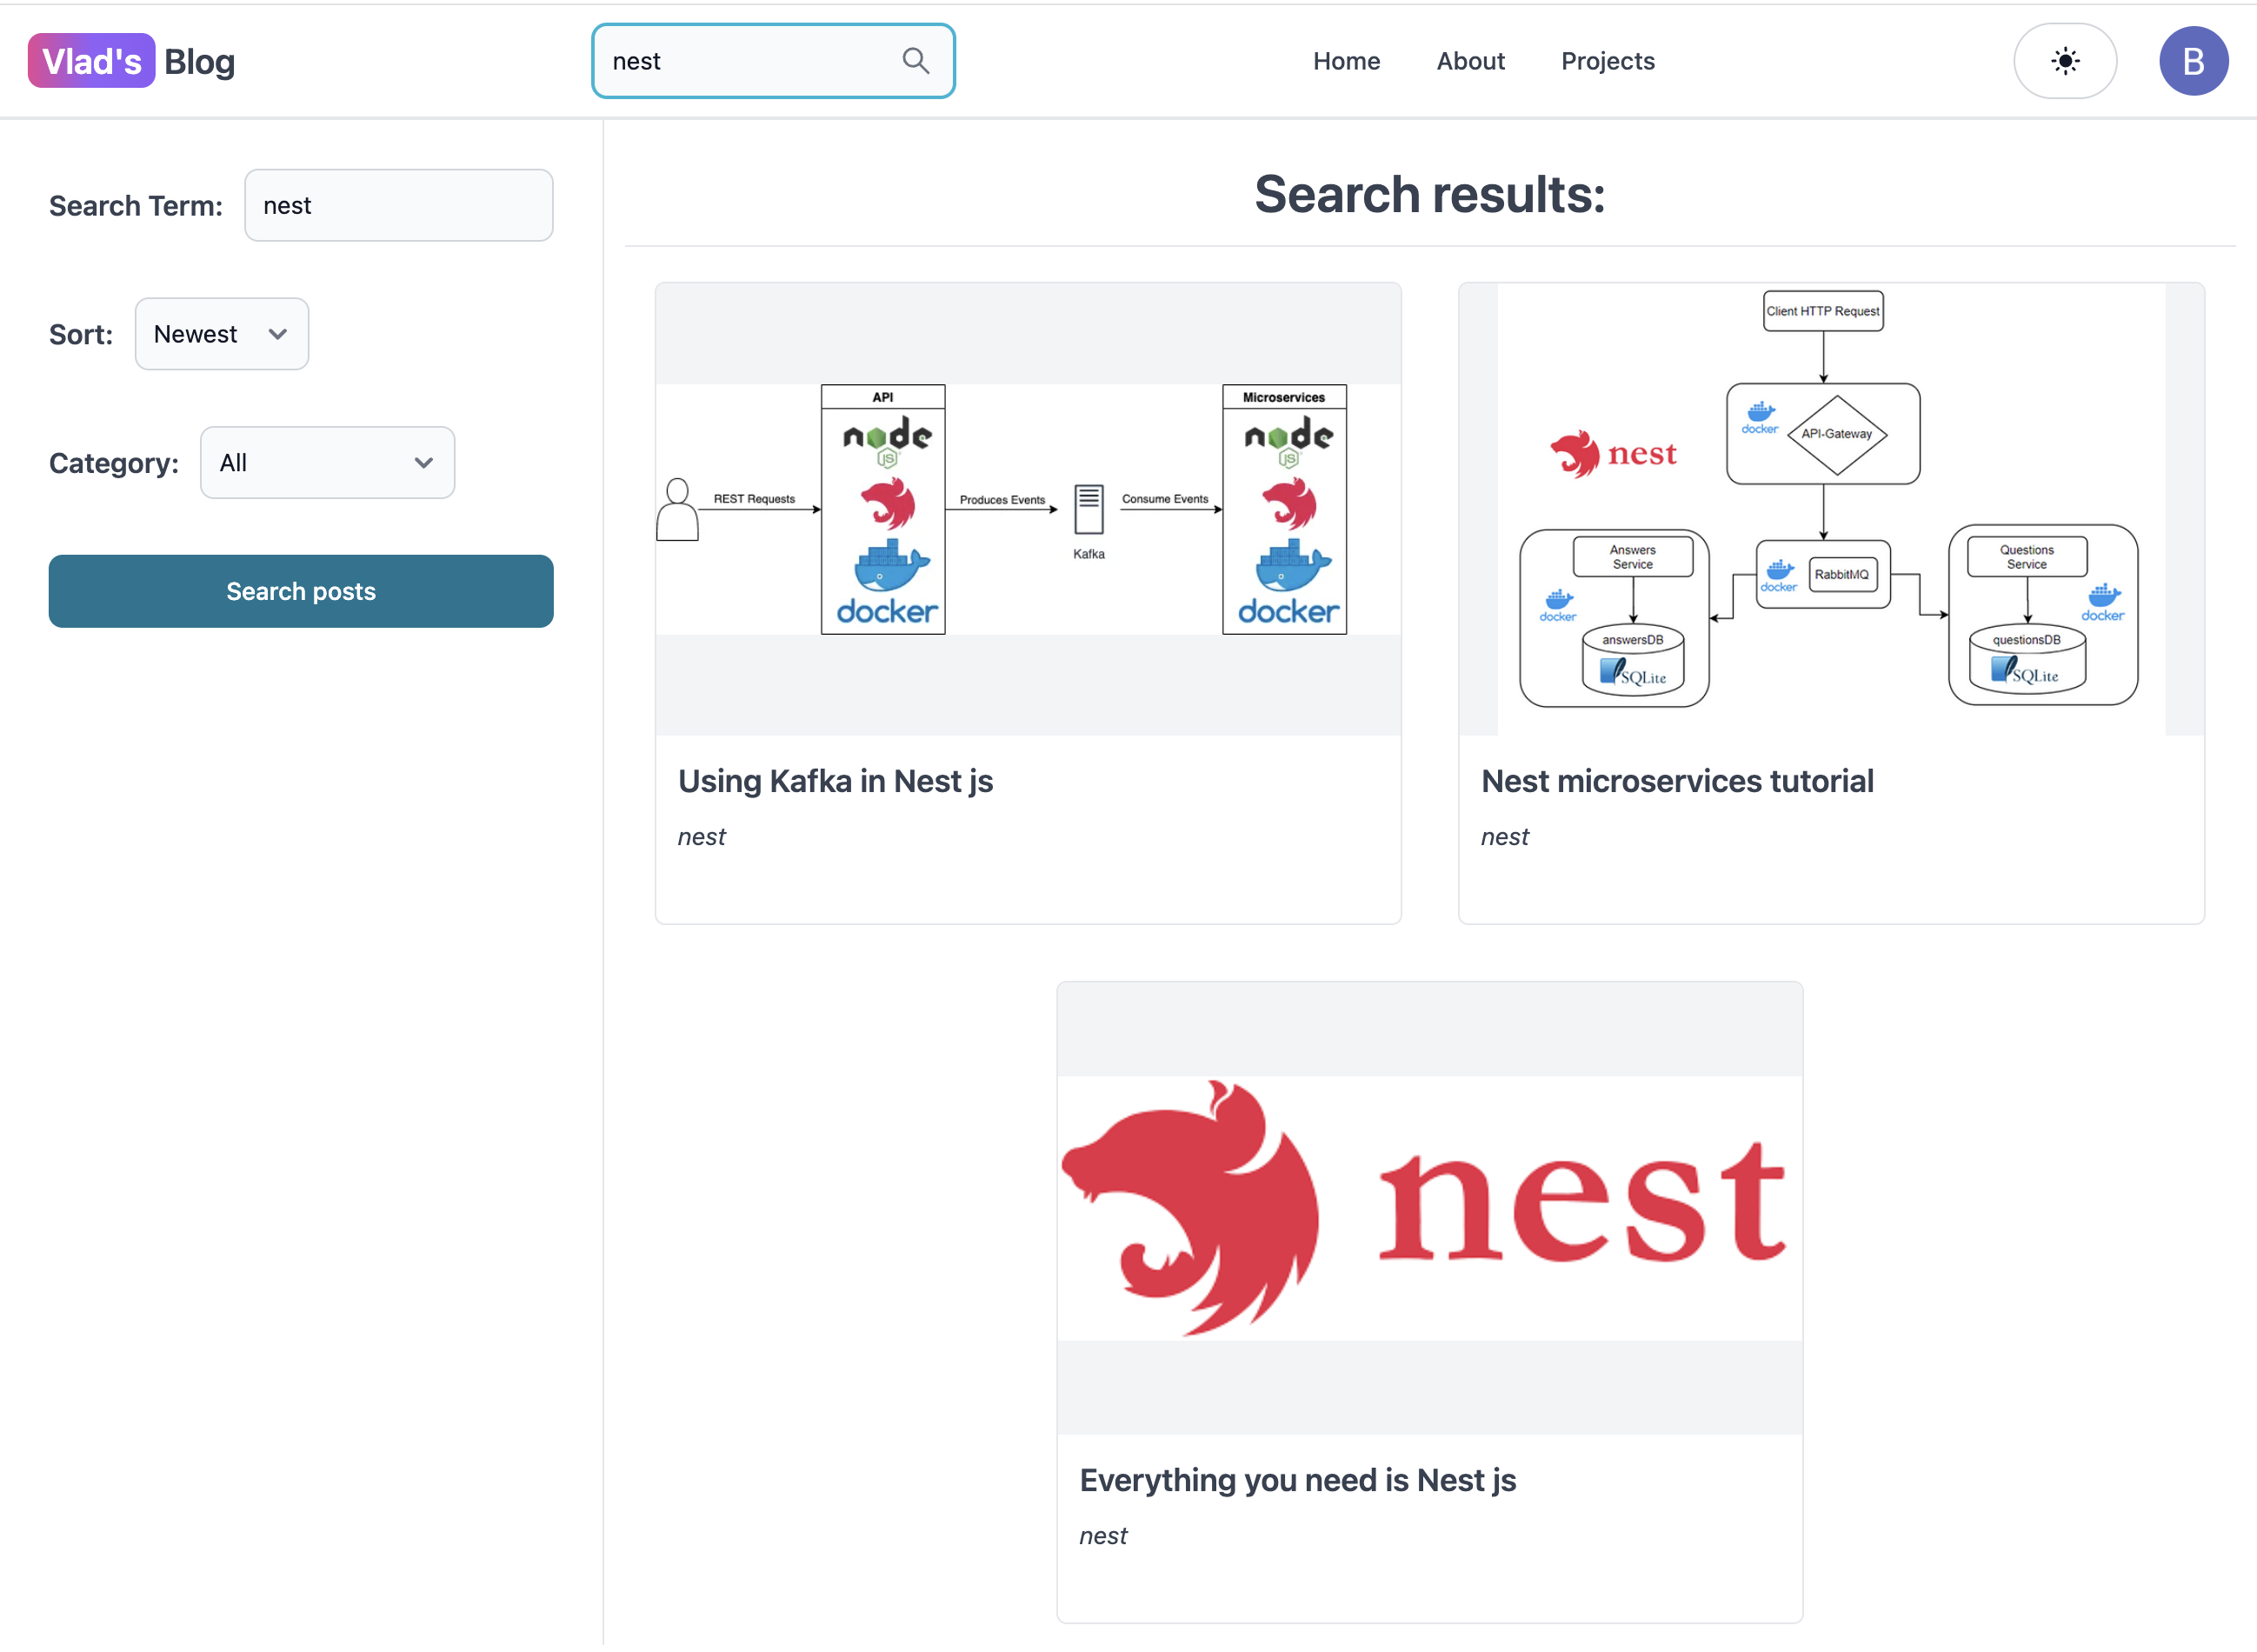 Vlad's Blog
nest
Home
About
Projects
B
Search Term:
nest
Sort:
Newest
Category:
All
Search posts
Search results:
REST Requests
API
node
JS
docker
Produces Events
Kafka
Consume Events
Microservices
node
JS
docker
Using Kafka in Nest js
nest
Client HTTP Request
docker
API-Gateway
nest
Answers
Service
docker
answersDB
SQLite
docker
RabbitMQ
Questions
Service
docker
questionsDB
SQLite
Nest microservices tutorial
nest
nest
Everything you need is Nest js
nest